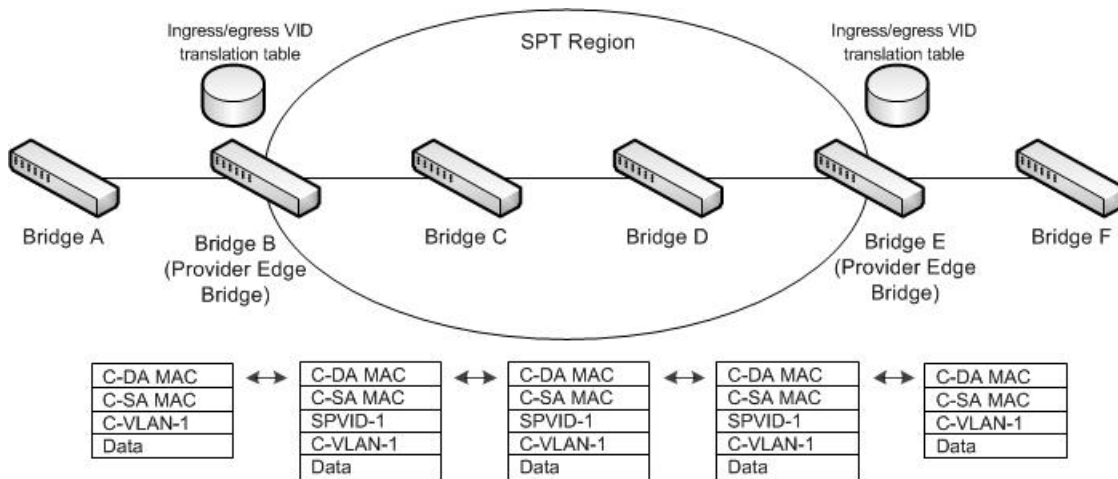 Ingress/egress VID
translation table
SPT Region
Ingress/egress VID
translation table
Bridge A
Bridge B
(Provider Edge
Bridge)
Bridge C
Bridge D
Bridge E
(Provider Edge
Bridge)
Bridge F
C-DA MAC
C-SA MAC
C-VLAN-1
Data
C-DA MAC
C-SA MAC
SPVID-1
C-VLAN-1
Data
C-DA MAC
C-SA MAC
SPVID-1
C-VLAN-1
Data
C-DA MAC
C-SA MAC
SPVID-1
C-VLAN-1
Data
C-DA MAC
C-SA MAC
C-VLAN-1
Data